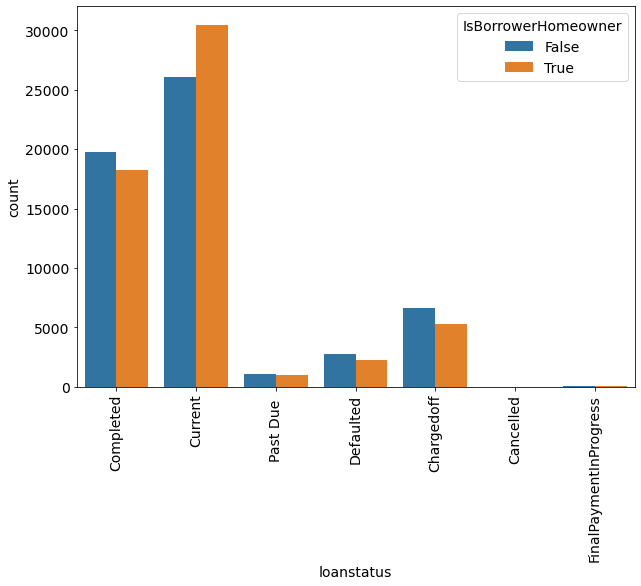 IsBorrowerHomeowner
False
True
30000
25000
20000
15000
10000
5000
0
count
Completed
Current
Past Due
Defaulted
Chargedoff
Cancelled
FinalPaymentInProgress
loanstatus